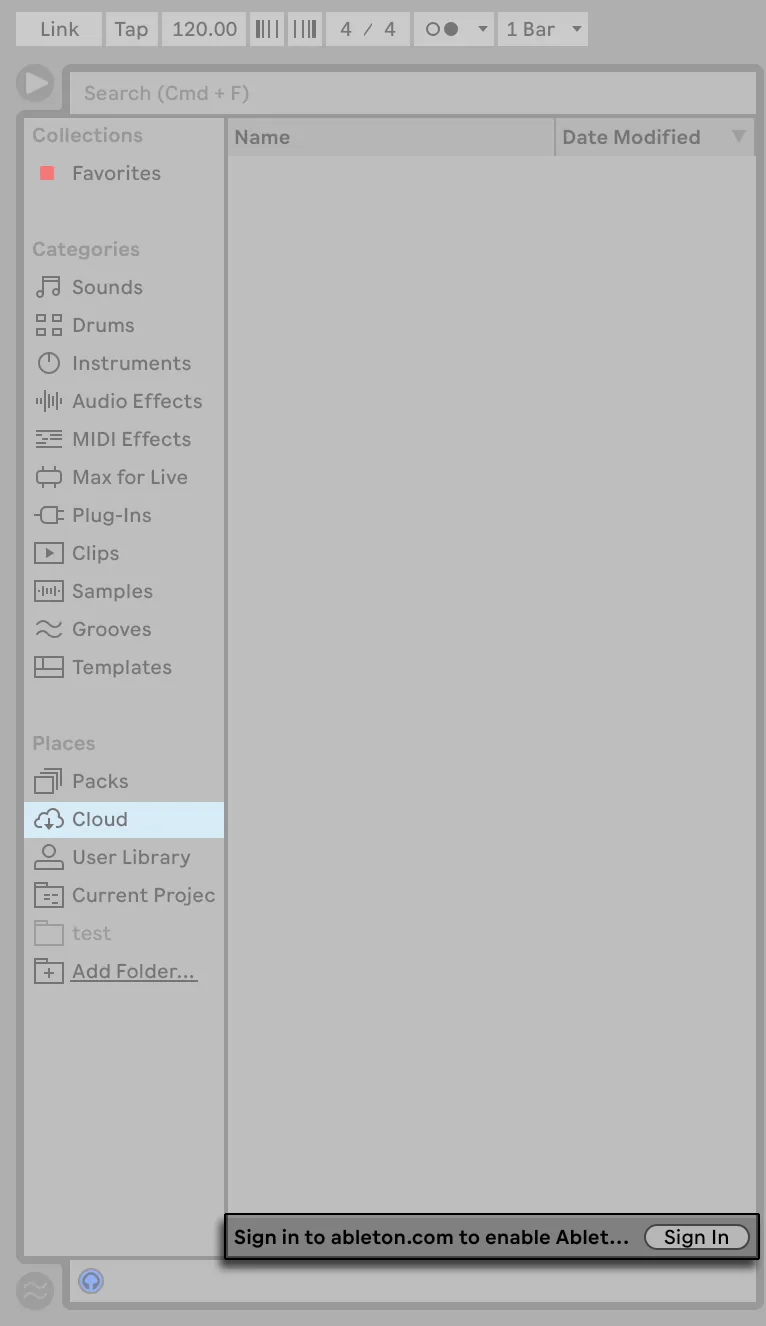 Link Tap 120.00 4 / 4 1 Bar
Search (Cmd + F)
Collections
Favorites
Categories
Sounds
Drums
Instruments
Audio Effects
MIDI Effects
Max for Live
Plug-Ins
Clips
Samples
Grooves
Templates
Places
Packs
Cloud
User Library
Current Projec
test
Add Folder...
Name Date Modified
Sign in to ableton.com to enable Ablet... Sign In